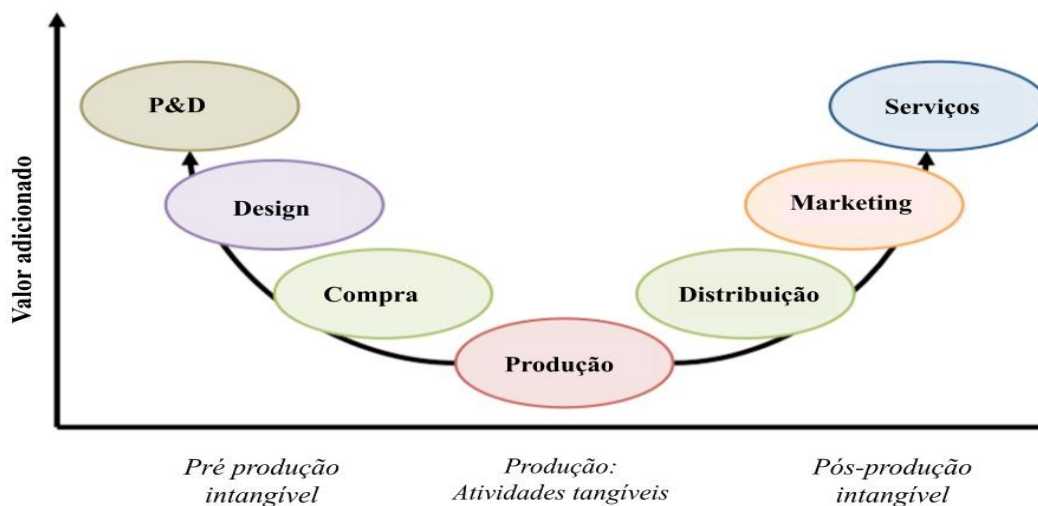 Valor adicionado
P&D
Serviços
Design
Marketing
Compra
Distribuição
Produção
Pré produção
intangível
Produção:
Atividades tangíveis
Pós-produção
intangível